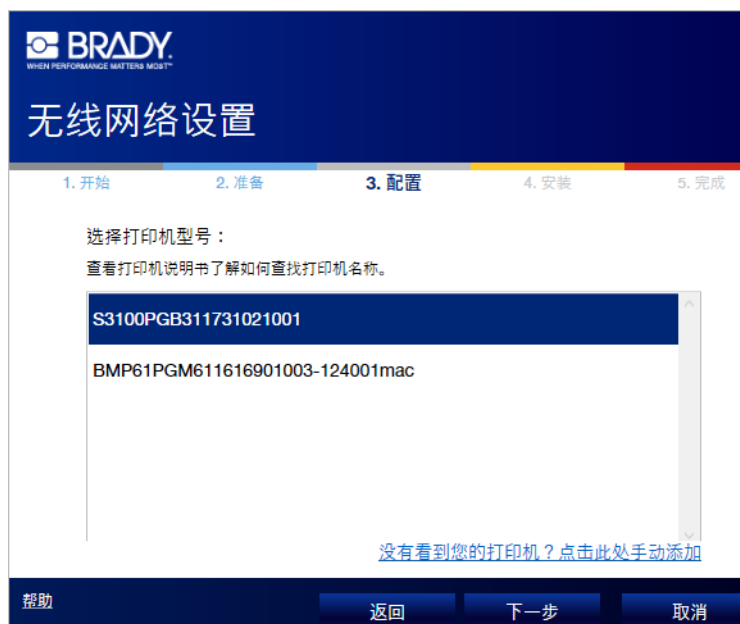 BRADY.
WHEN PERFORMANCE MATTERS MOST™
无线网络设置
1. 开始 2. 准备 3. 配置 4. 安装 5. 完成
选择打印机型号：
查看打印机说明书了解如何查找打印机名称。
S3100PGB311731021001
BMP61PGM611616901003-124001mac
没有看到您的打印机？点击此处手动添加
帮助 返回 下一步 取消